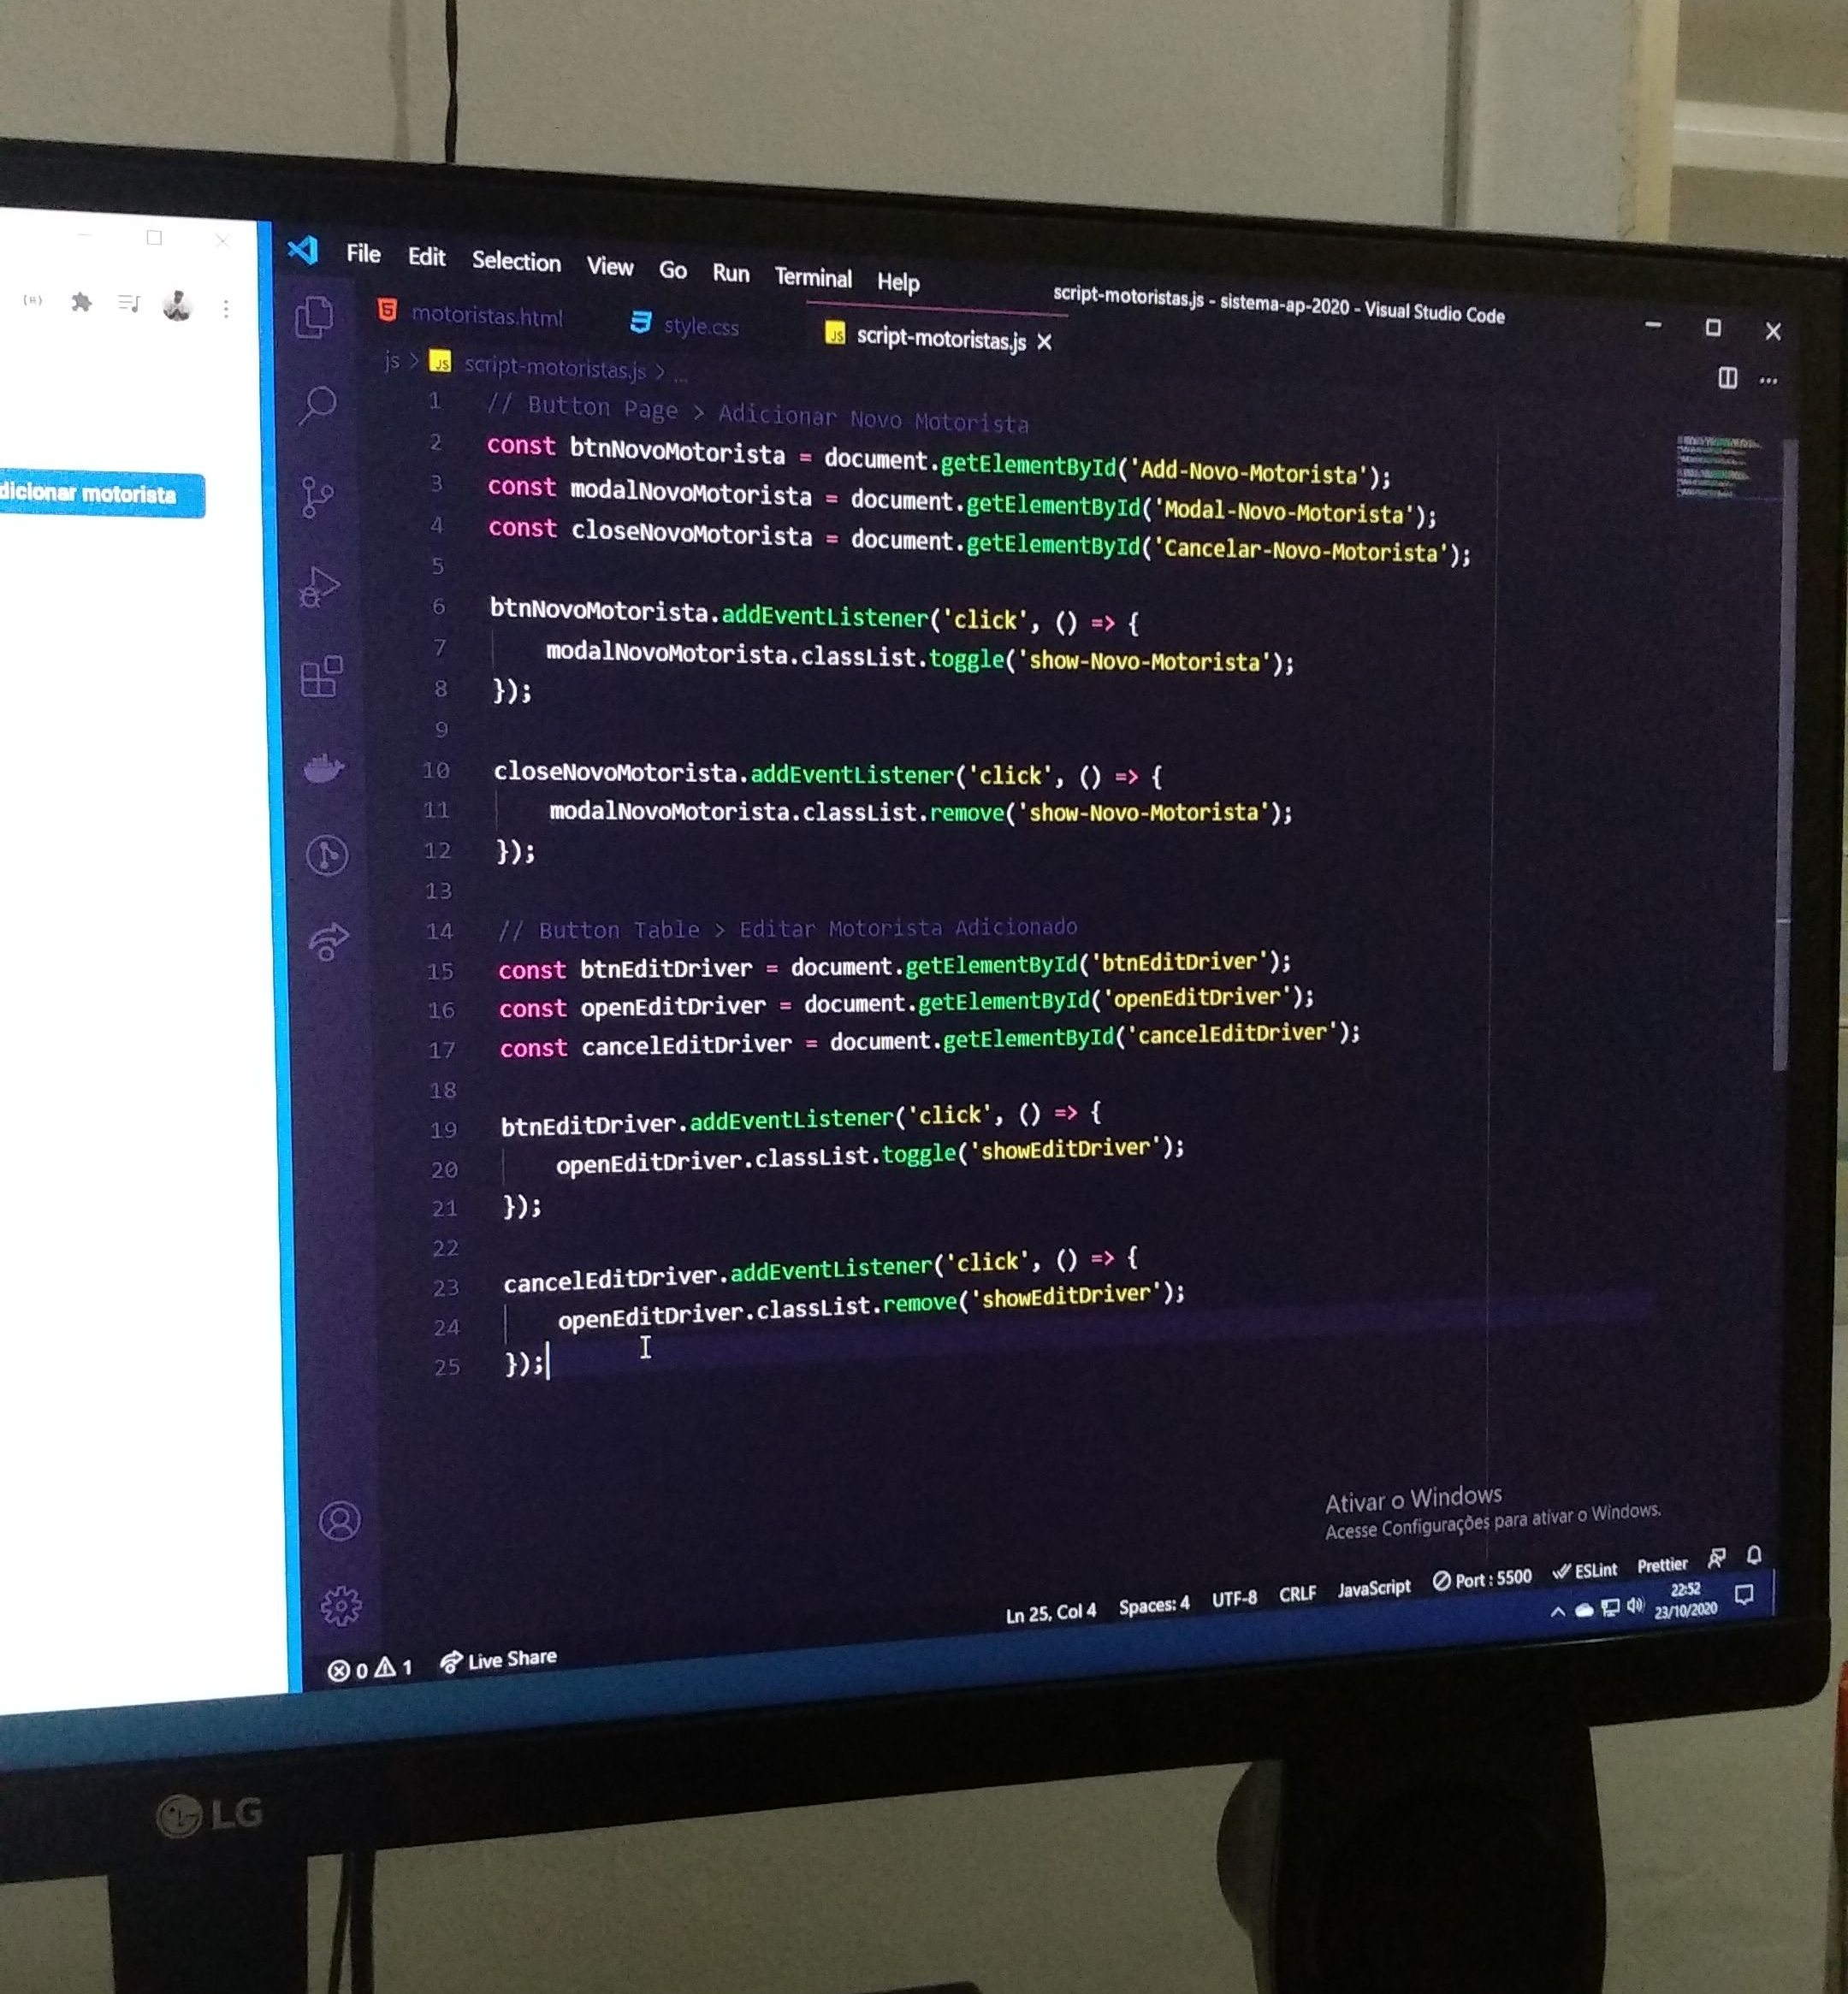 File Edit Selection View Go Run Terminal Help
script-motoristas.js - sistema-ap-2020 - Visual Studio Code
motoristas.html style.css JS script-motoristas.js
js > JS script-motoristas.js > ...
dicionar motorista
1 // Button Page > Adicionar Novo Motorista
2 const btnNovoMotorista = document.getElementById('Add-Novo-Motorista');
3 const modalNovoMotorista = document.getElementById('Modal-Novo-Motorista');
4 const closeNovoMotorista = document.getElementById('Cancelar-Novo-Motorista');
5
6 btnNovoMotorista.addEventListener('click', () => {
7 modalNovoMotorista.classList.toggle('show-Novo-Motorista');
8 });
9
10 closeNovoMotorista.addEventListener('click', () => {
11 modalNovoMotorista.classList.remove('show-Novo-Motorista');
12 });
13
14 // Button Table > Editar Motorista Adicionado
15 const btnEditDriver = document.getElementById('btnEditDriver');
16 const openEditDriver = document.getElementById('openEditDriver');
17 const cancelEditDriver = document.getElementById('cancelEditDriver');
18
19 btnEditDriver.addEventListener('click', () => {
20 openEditDriver.classList.toggle('showEditDriver');
21 });
22
23 cancelEditDriver.addEventListener('click', () => {
24 openEditDriver.classList.remove('showEditDriver');
25 });
Ativar o Windows
Acesse Configurações para ativar o Windows.
0 1 Live Share Ln 25, Col 4 Spaces: 4 UTF-8 CRLF JavaScript Port : 5500 ESLint Prettier
22:52
23/10/2020
LG